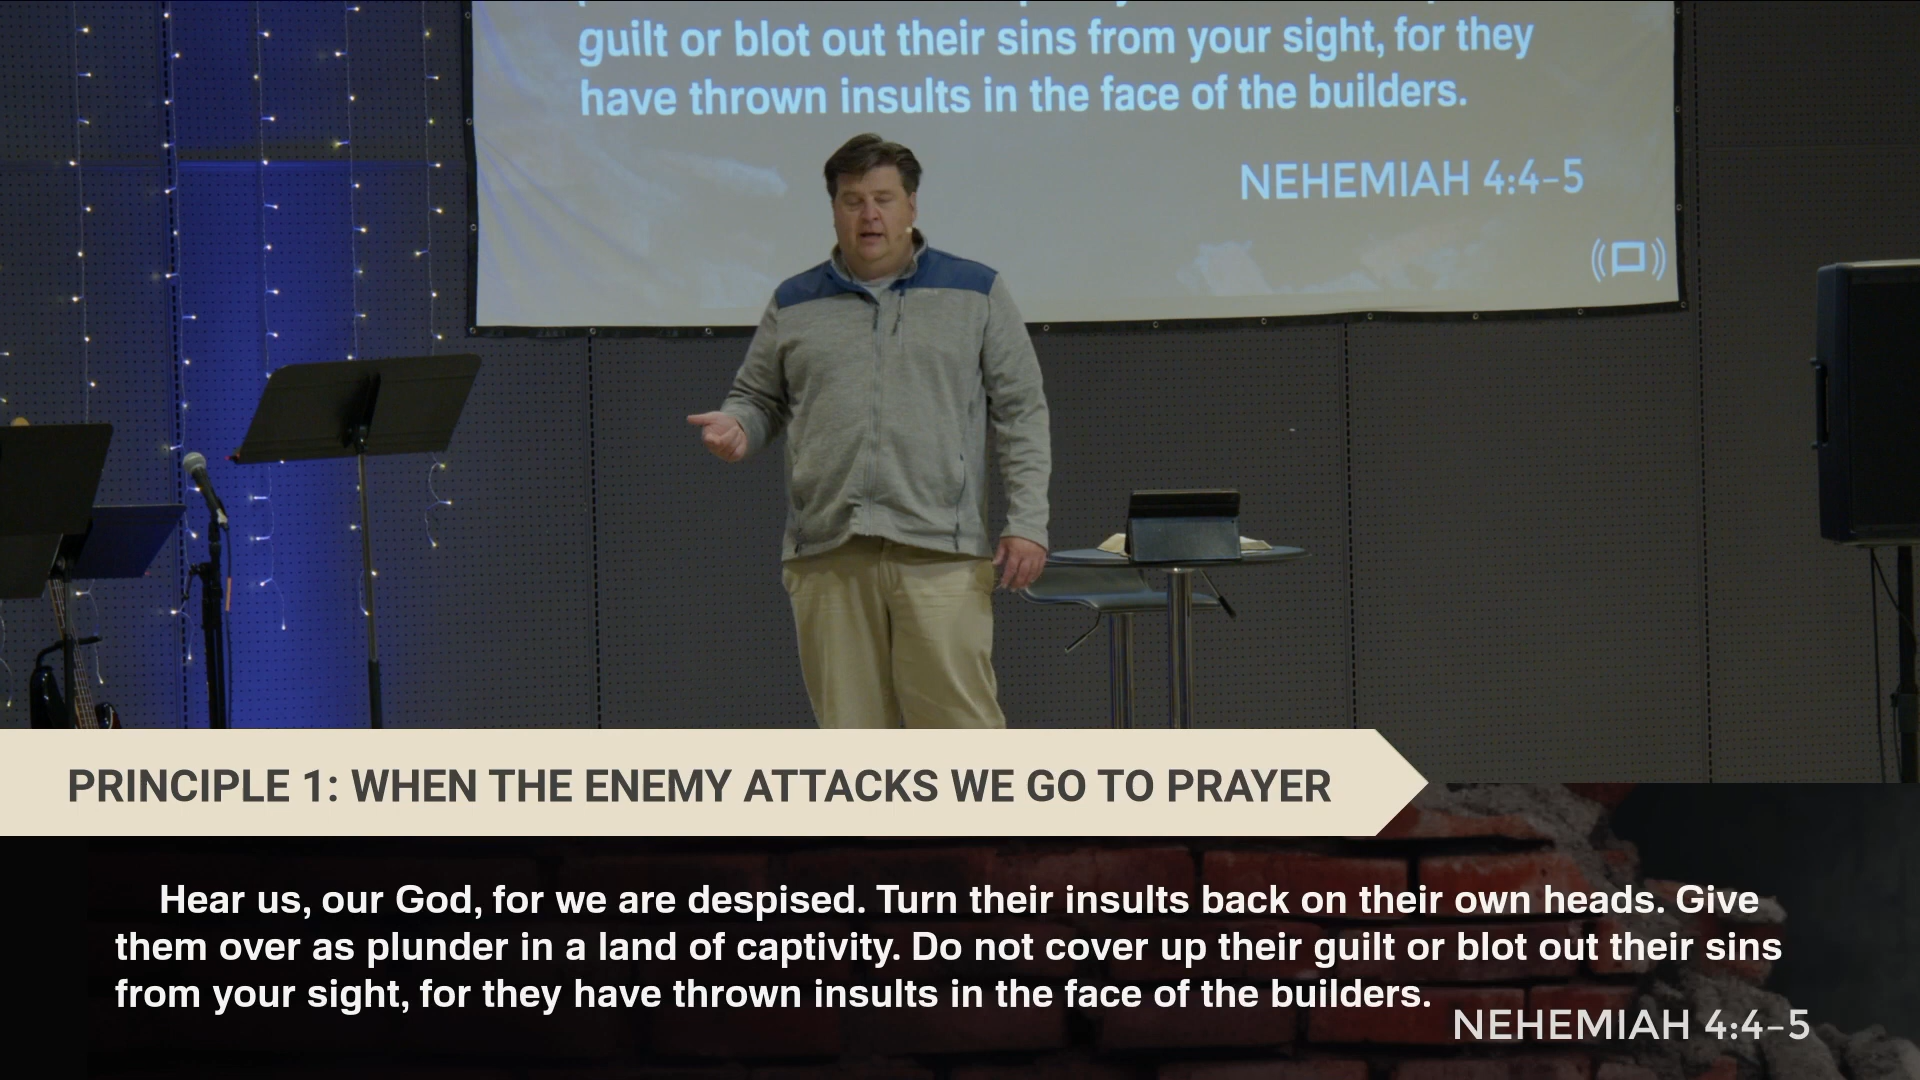 guilt or blot out their sins from your sight, for they
have thrown insults in the face of the builders.
NEHEMIAH 4:4-5
PRINCIPLE 1: WHEN THE ENEMY ATTACKS WE GO TO PRAYER
Hear us, our God, for we are despised. Turn their insults back on their own heads. Give
them over as plunder in a land of captivity. Do not cover up their guilt or blot out their sins
from your sight, for they have thrown insults in the face of the builders.
NEHEMIAH 4:4-5